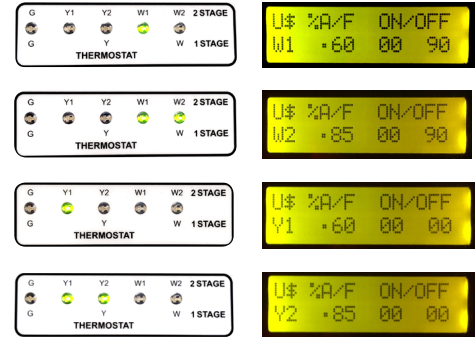 G Y1 Y2 W1 W2 2 STAGE
G Y W 1 STAGE
THERMOSTAT
U$ %A/F ON/OFF
W1 .60 00 90
G Y1 Y2 W1 W2 2 STAGE
G Y W 1 STAGE
THERMOSTAT
U$ %A/F ON/OFF
W2 .85 00 90
G Y1 Y2 W1 W2 2 STAGE
G Y W 1 STAGE
THERMOSTAT
U$ %A/F ON/OFF
Y1 .60 00 00
G Y1 Y2 W1 W2 2 STAGE
G Y W 1 STAGE
THERMOSTAT
U$ %A/F ON/OFF
Y2 .85 00 00